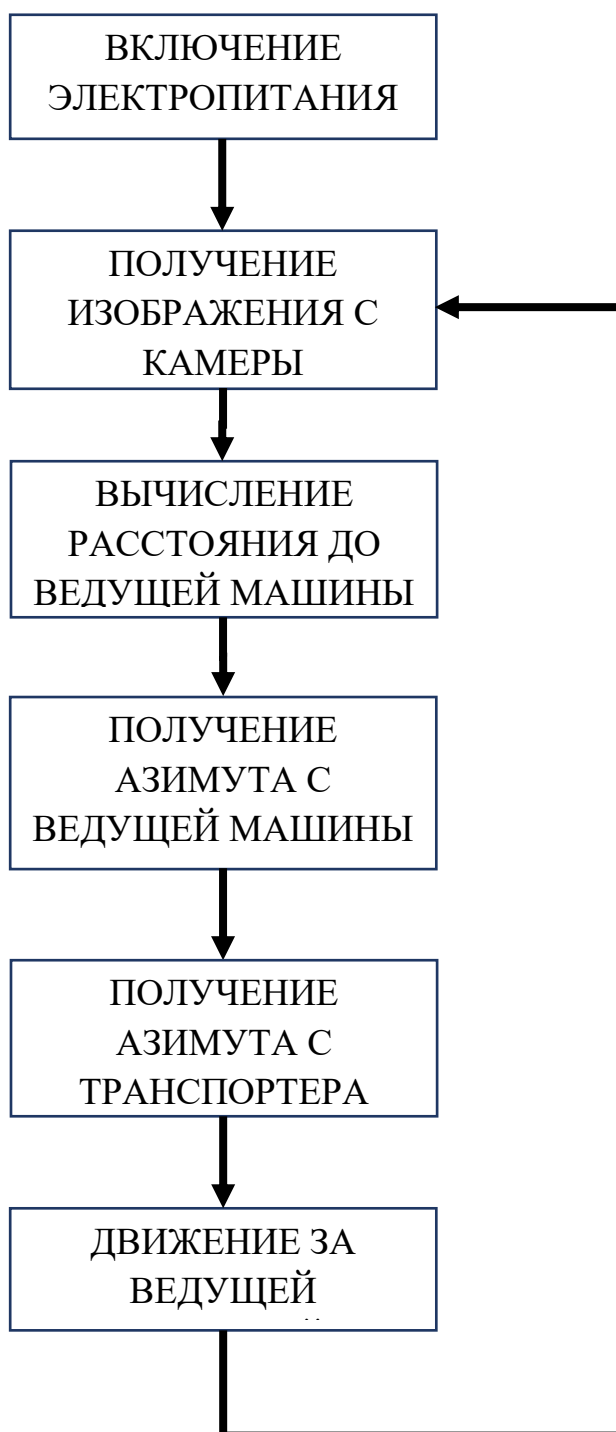 ВКЛЮЧЕНИЕ
ЭЛЕКТРОПИТАНИЯ
ПОЛУЧЕНИЕ
ИЗОБРАЖЕНИЯ С
КАМЕРЫ
ВЫЧИСЛЕНИЕ
РАССТОЯНИЯ ДО
ВЕДУЩЕЙ МАШИНЫ
ПОЛУЧЕНИЕ
АЗИМУТА С
ВЕДУЩЕЙ МАШИНЫ
ПОЛУЧЕНИЕ
АЗИМУТА С
ТРАНСПОРТЕРА
ДВИЖЕНИЕ ЗА
ВЕДУЩЕЙ